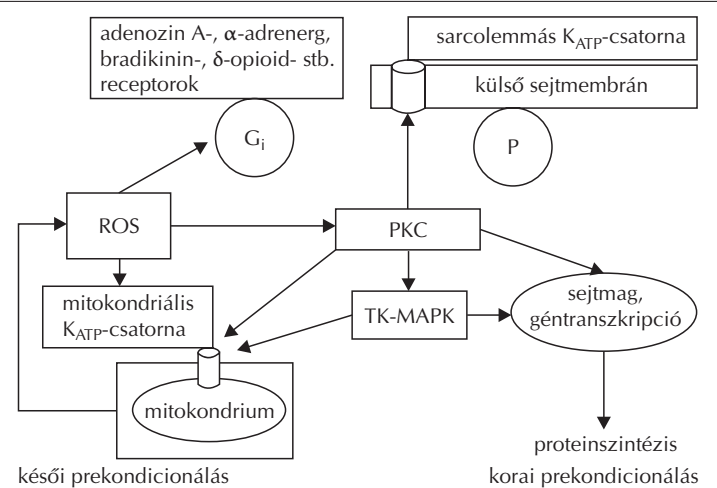 adenozin A-, α-adrenerg,
bradikinin-, δ-opioid- stb.
receptorok
sarcolemmás KATP-csatorna
külső sejtmembrán
Gi
P
ROS
PKC
mitokondriális
KATP-csatorna
TK-MAPK
sejtmag,
géntranszkripció
mitokondrium
proteinszintézis
késői prekondicionálás
korai prekondicionálás